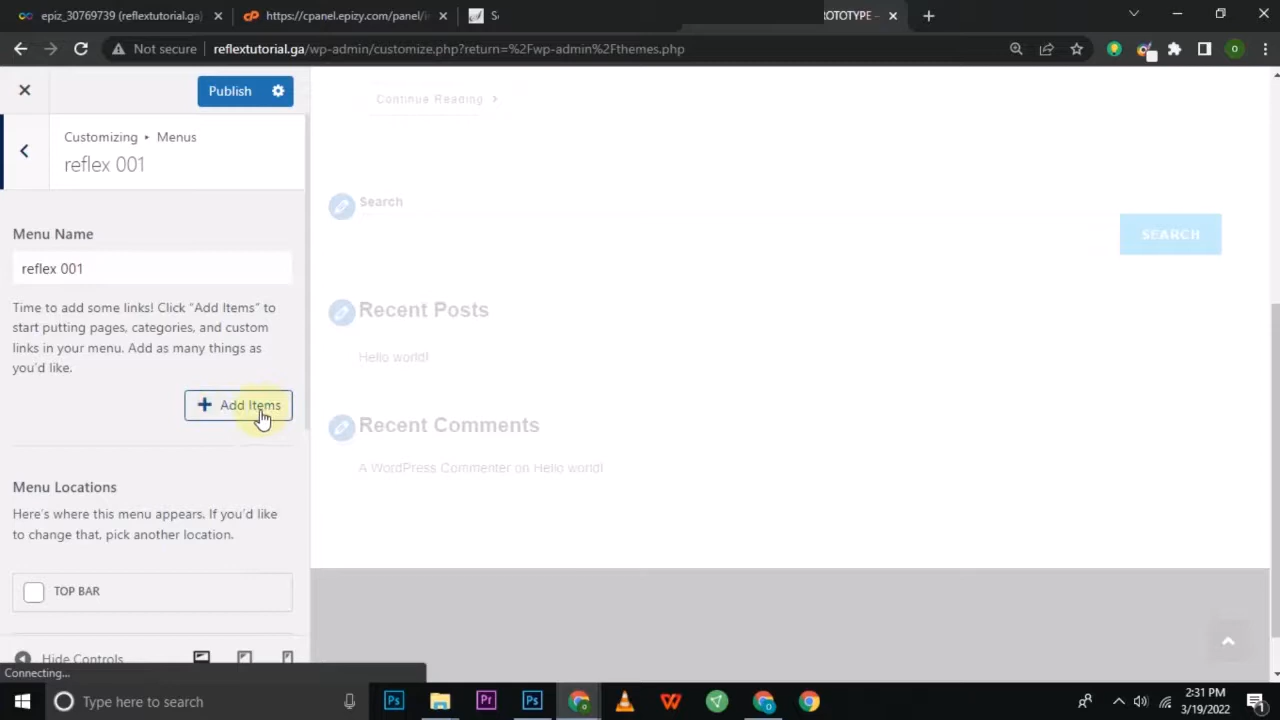 epiz_30769739 (reflextutorial.ga)
https://cpanel.epizy.com/panel/i
ROTOTYPE –
Not secure
reflextutorial.ga/wp-admin/customize.php?return=%2Fwp-admin%2Fthemes.php
Publish
Customizing ▸ Menus
reflex 001
Menu Name
reflex 001
Time to add some links! Click “Add Items” to
start putting pages, categories, and custom
links in your menu. Add as many things as
you’d like.
Add Items
Menu Locations
Here’s where this menu appears. If you’d like
to change that, pick another location.
TOP BAR
Hide Controls
Connecting...
Continue Reading
Search
SEARCH
Recent Posts
Hello world!
Recent Comments
A WordPress Commenter on Hello world!
Type here to search
Ps
Pr
Ps
2:31 PM
3/19/2022